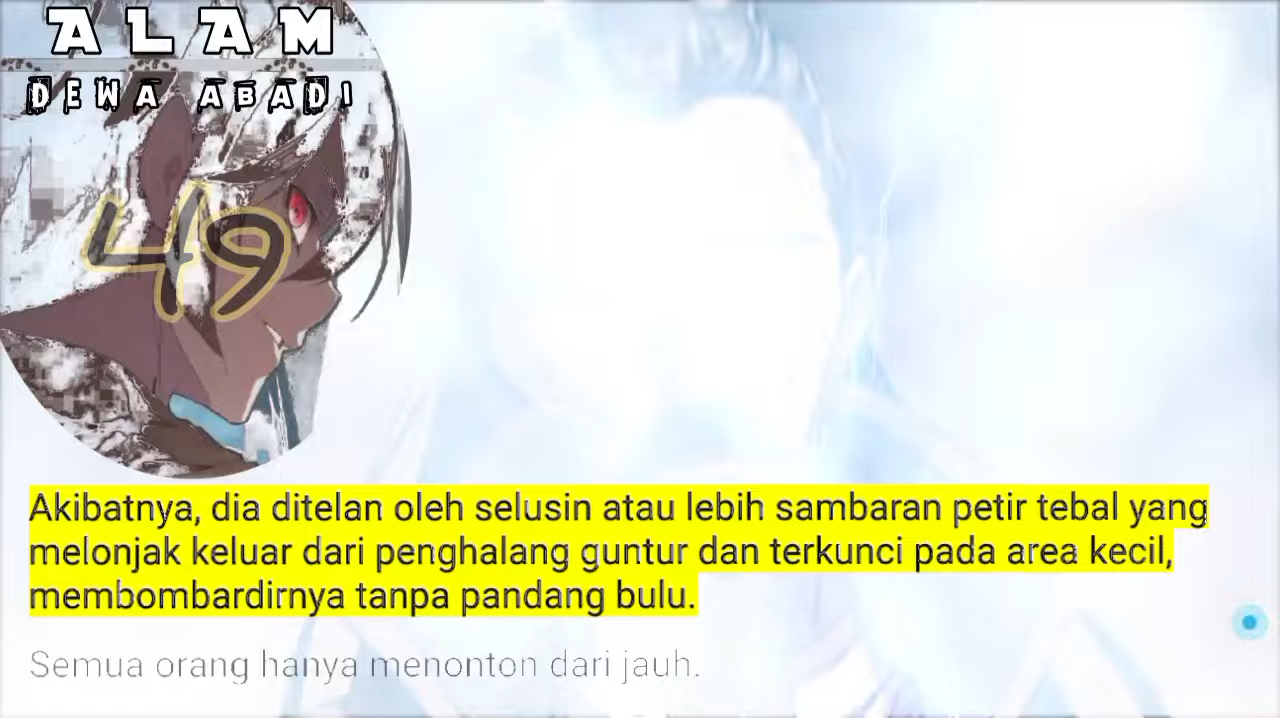 ALAM
DEWA ABADI
49
Akibatnya, dia ditelan oleh selusin atau lebih sambaran petir tebal yang
melonjak keluar dari penghalang guntur dan terkunci pada area kecil,
membombardirnya tanpa pandang bulu.
Semua orang hanya menonton dari jauh.